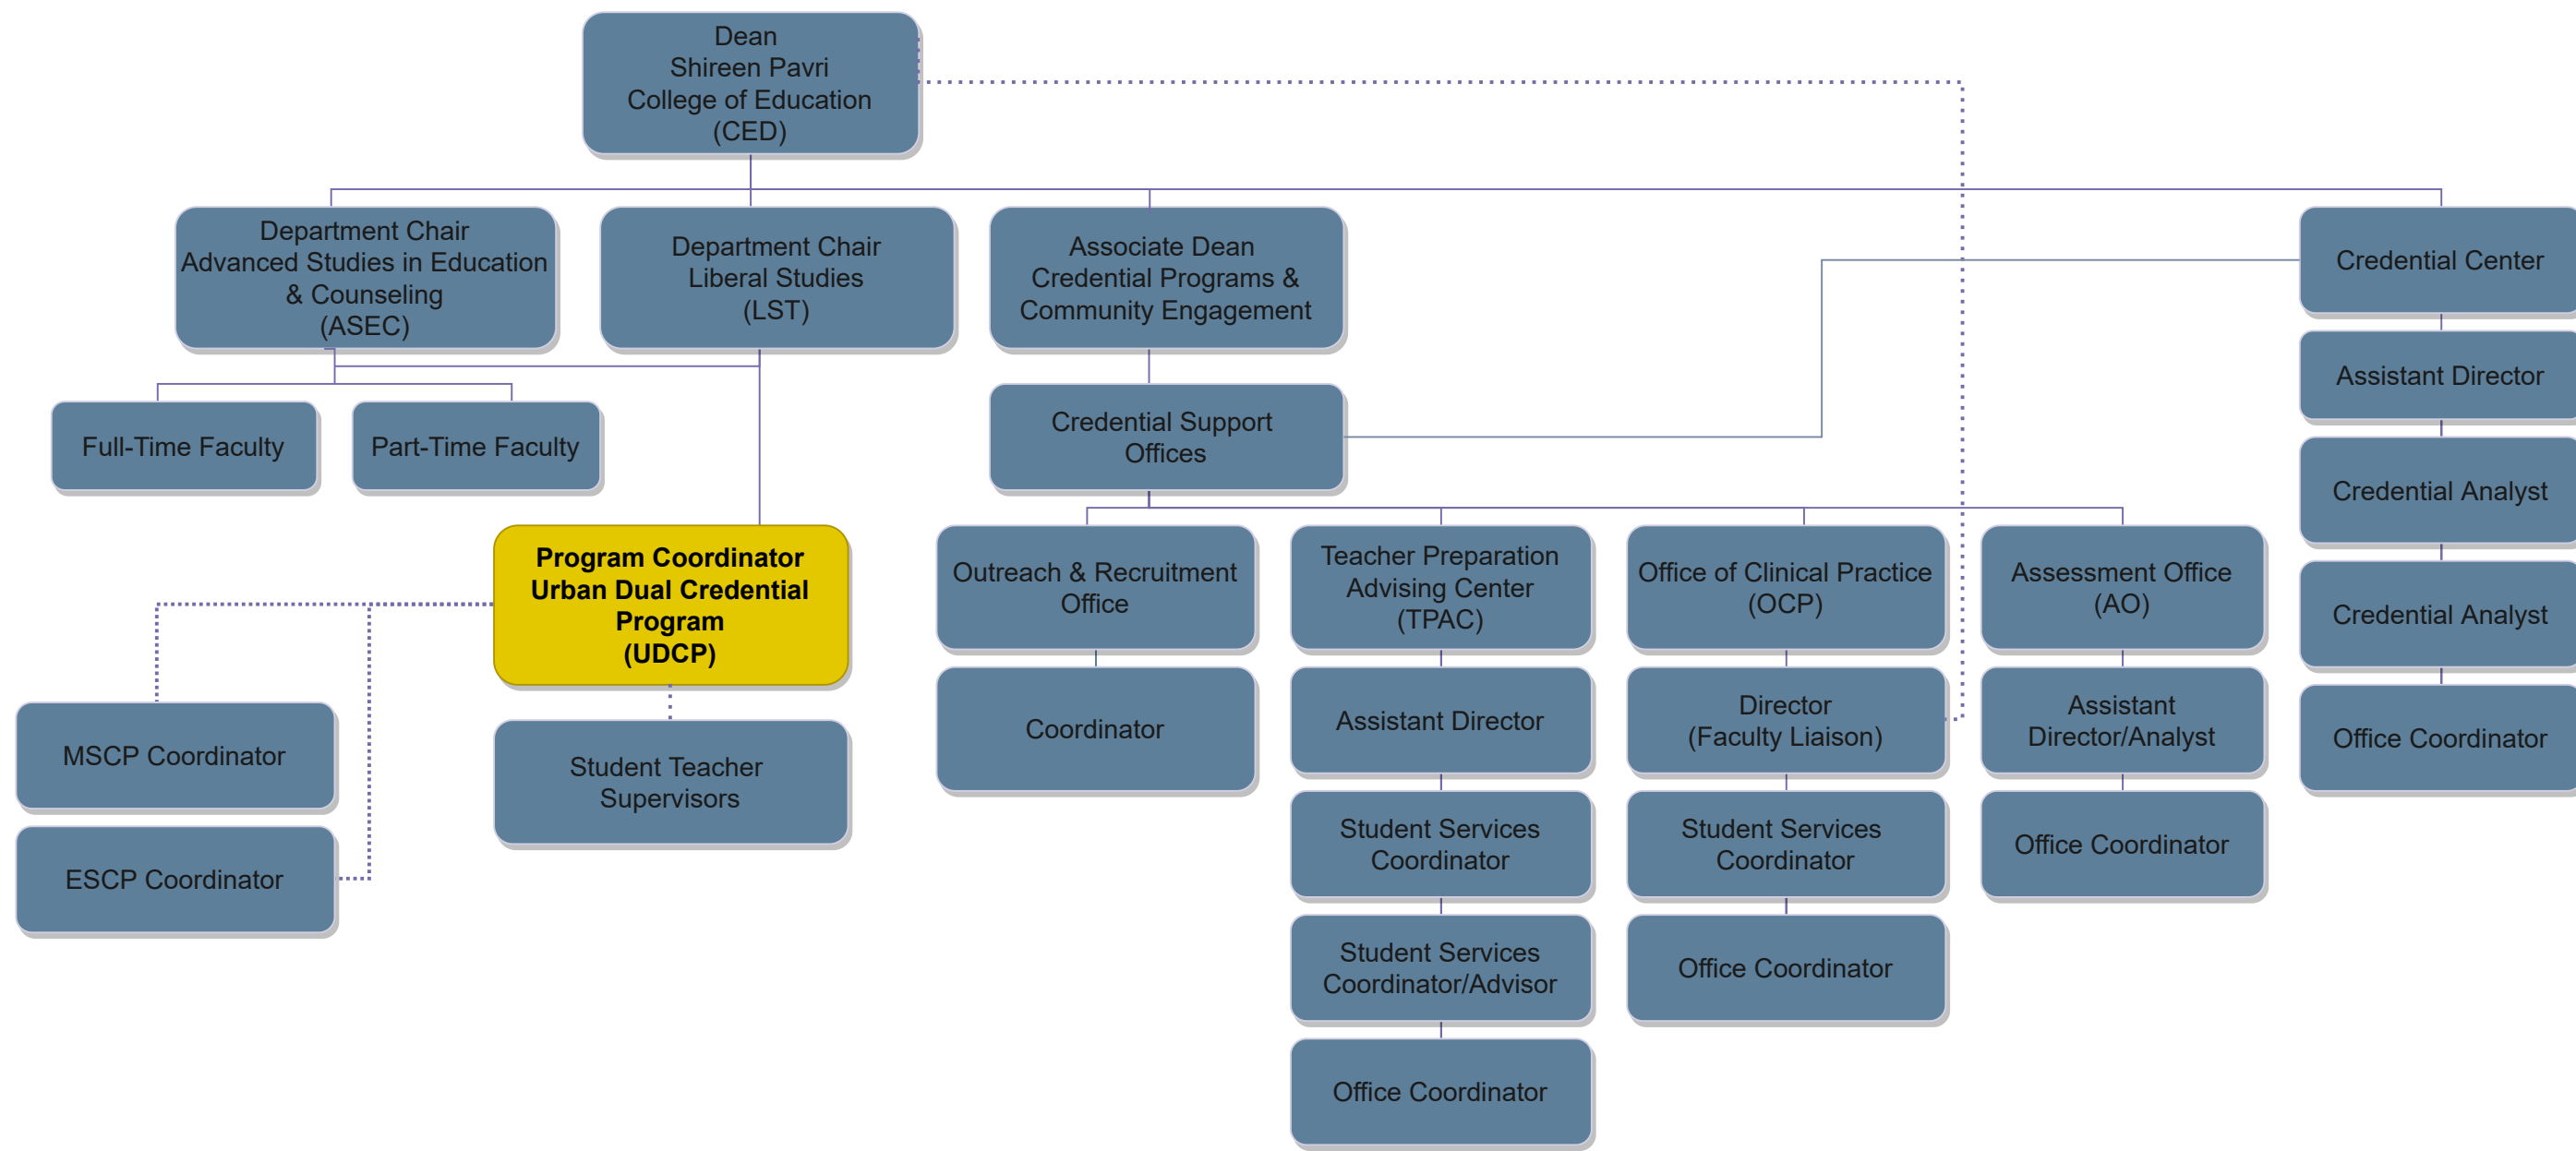 Dean
Shireen Pavri
College of Education
(CED)
Department Chair
Advanced Studies in Education
& Counseling
(ASEC)
Department Chair
Liberal Studies
(LST)
Associate Dean
Credential Programs &
Community Engagement
Credential Center
Assistant Director
Credential Analyst
Credential Analyst
Office Coordinator
Full-Time Faculty
Part-Time Faculty
Credential Support
Offices
Program Coordinator
Urban Dual Credential
Program
(UDCP)
MSCP Coordinator
ESCP Coordinator
Student Teacher
Supervisors
Outreach & Recruitment
Office
Coordinator
Teacher Preparation
Advising Center
(TPAC)
Assistant Director
Student Services
Coordinator
Student Services
Coordinator/Advisor
Office Coordinator
Office of Clinical Practice
(OCP)
Director
(Faculty Liaison)
Student Services
Coordinator
Office Coordinator
Assessment Office
(AO)
Assistant
Director/Analyst
Office Coordinator